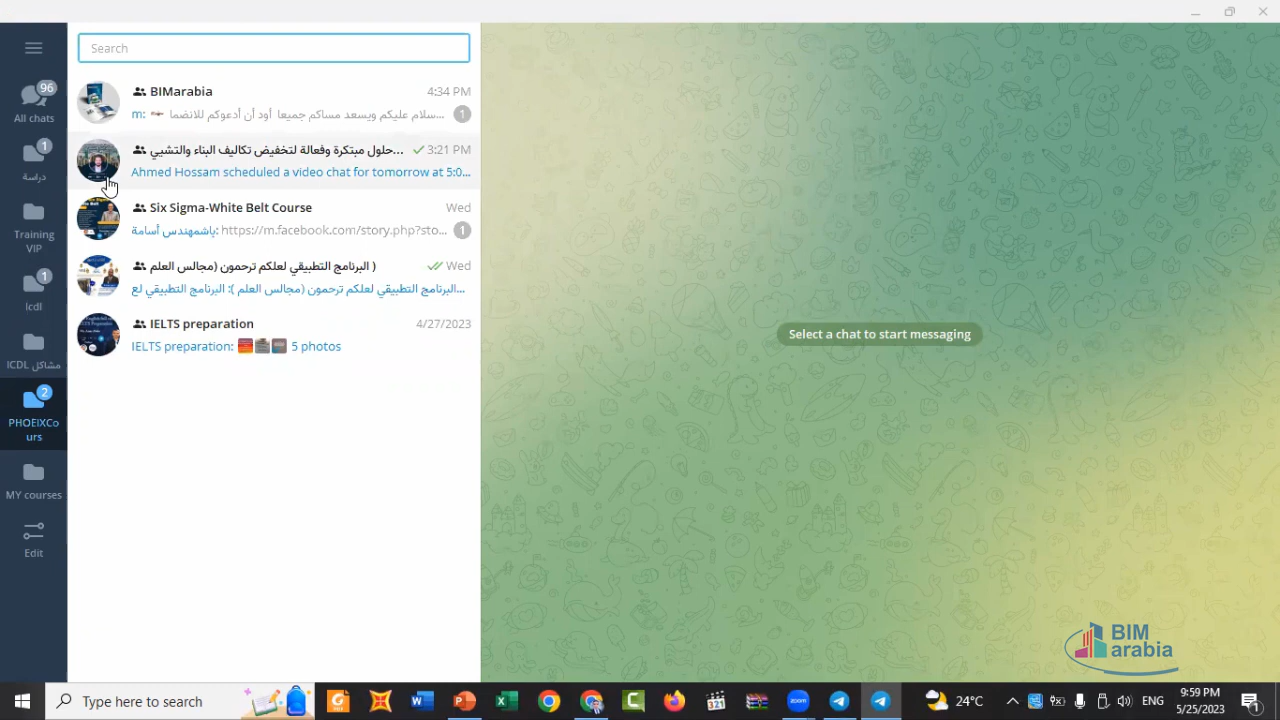 Search
BIMarabia 4:34 PM
m: سلام عليكم ويسعد مساكم جميعا أود أن أدعوكم للانضما... 1
حلول مبتكرة وفعالة لتخفيض تكاليف البناء والتشيي... 3:21 PM
Ahmed Hossam scheduled a video chat for tomorrow at 5:0...
Six Sigma-White Belt Course Wed
باشمهندس أسامة: https://m.facebook.com/story.php?sto... 1
البرنامج التطبيقي لعلكم ترحمون (مجالس العلم ) Wed
البرنامج التطبيقي لعلكم ترحمون (مجالس العلم ): البرنامج التطبيقي لع...
IELTS preparation 4/27/2023
IELTS preparation: 5 photos
96
All chats
1
دراسة
Training
VIP
1
Icdl
مشاكل ICDL
2
PHOEIXCo
urs
MY courses
Edit
Select a chat to start messaging
BIM
arabia
Type here to search
24°C
ENG
9:59 PM
5/25/2023
1